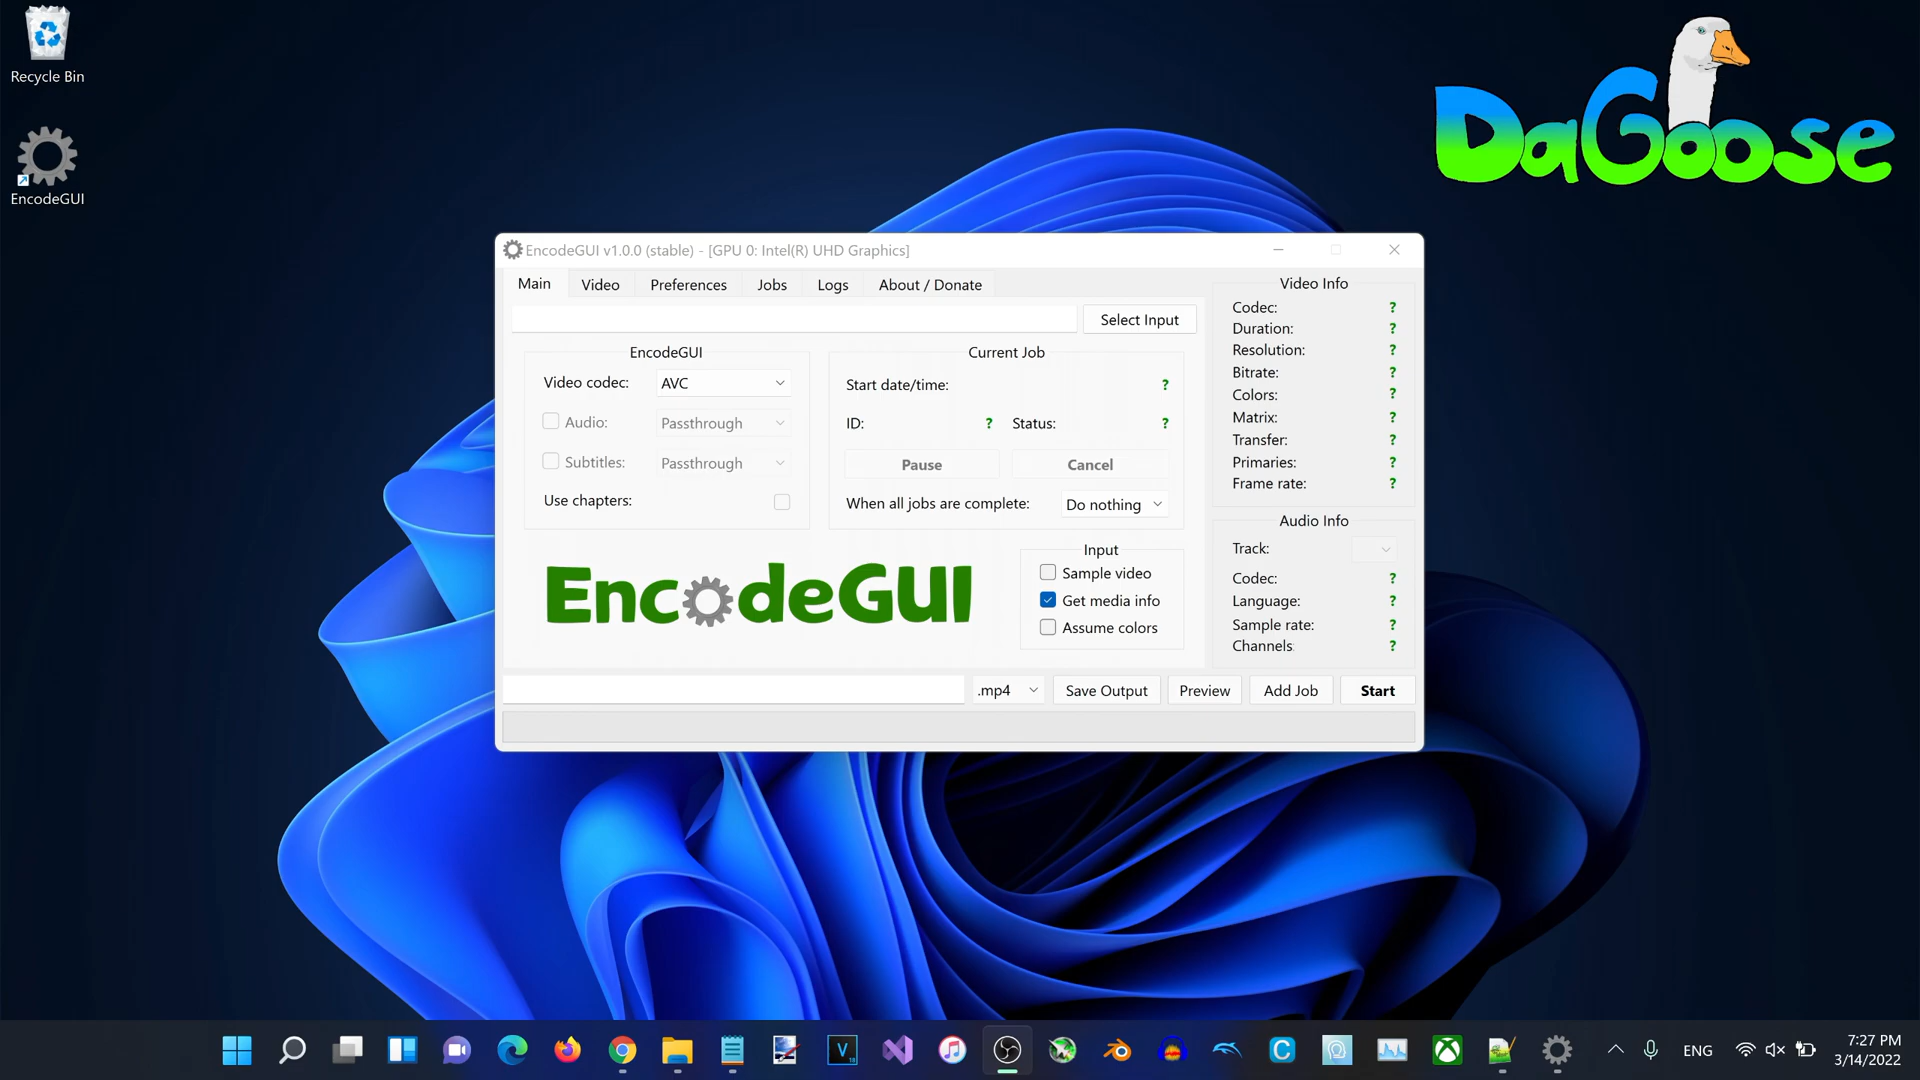 Recycle Bin
EncodeGUI
DaGoose
EncodeGUI v1.0.0 (stable) - [GPU 0: Intel(R) UHD Graphics]
Main Video Preferences Jobs Logs About / Donate
Select Input
EncodeGUI
Video codec: AVC
Audio: Passthrough
Subtitles: Passthrough
Use chapters:
Current Job
Start date/time: ?
ID: ? Status: ?
Pause Cancel
When all jobs are complete: Do nothing
EncodeGUI
Input
Sample video
Get media info
Assume colors
Video Info
Codec: ?
Duration: ?
Resolution: ?
Bitrate: ?
Colors: ?
Matrix: ?
Transfer: ?
Primaries: ?
Frame rate: ?
Audio Info
Track:
Codec: ?
Language: ?
Sample rate: ?
Channels: ?
.mp4 Save Output Preview Add Job Start
ENG
7:27 PM
3/14/2022